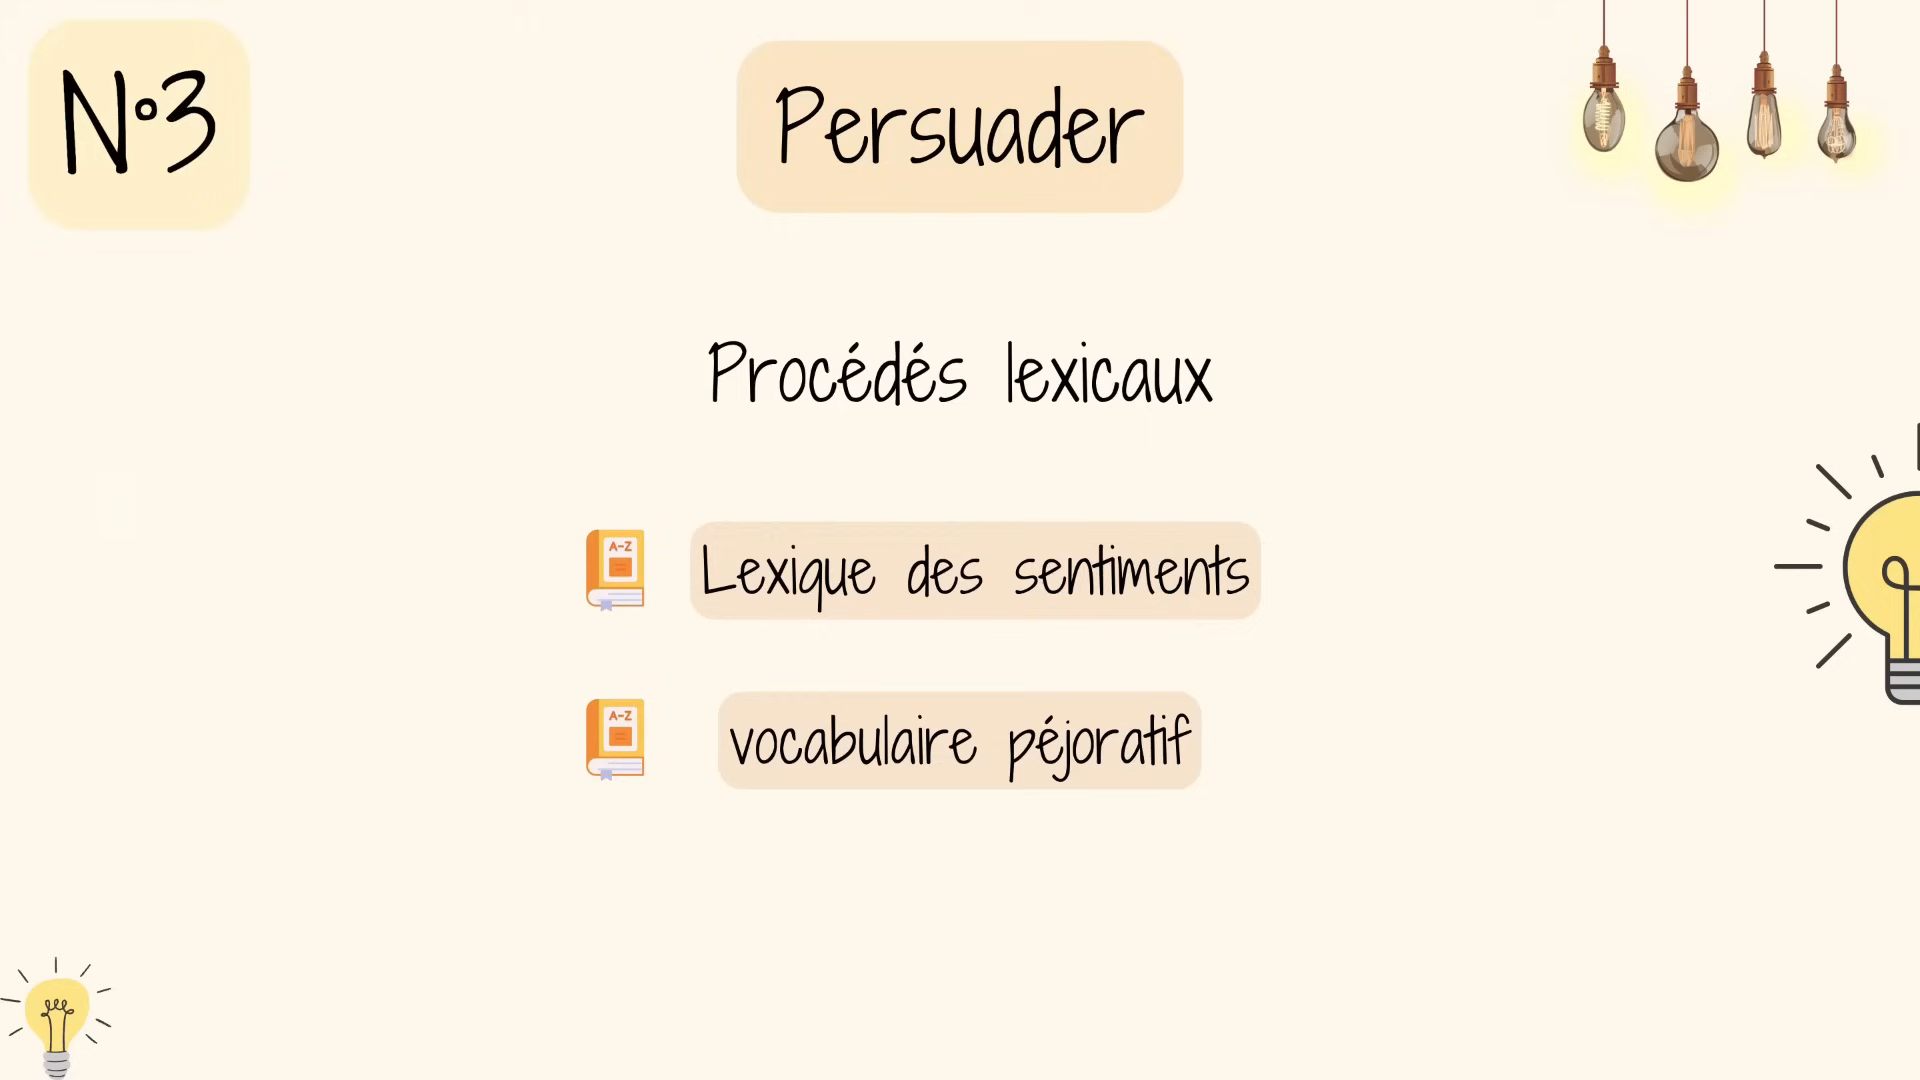 N°3
Persuader
Procédés lexicaux
A-Z
Lexique des sentiments
A-Z
vocabulaire péjoratif